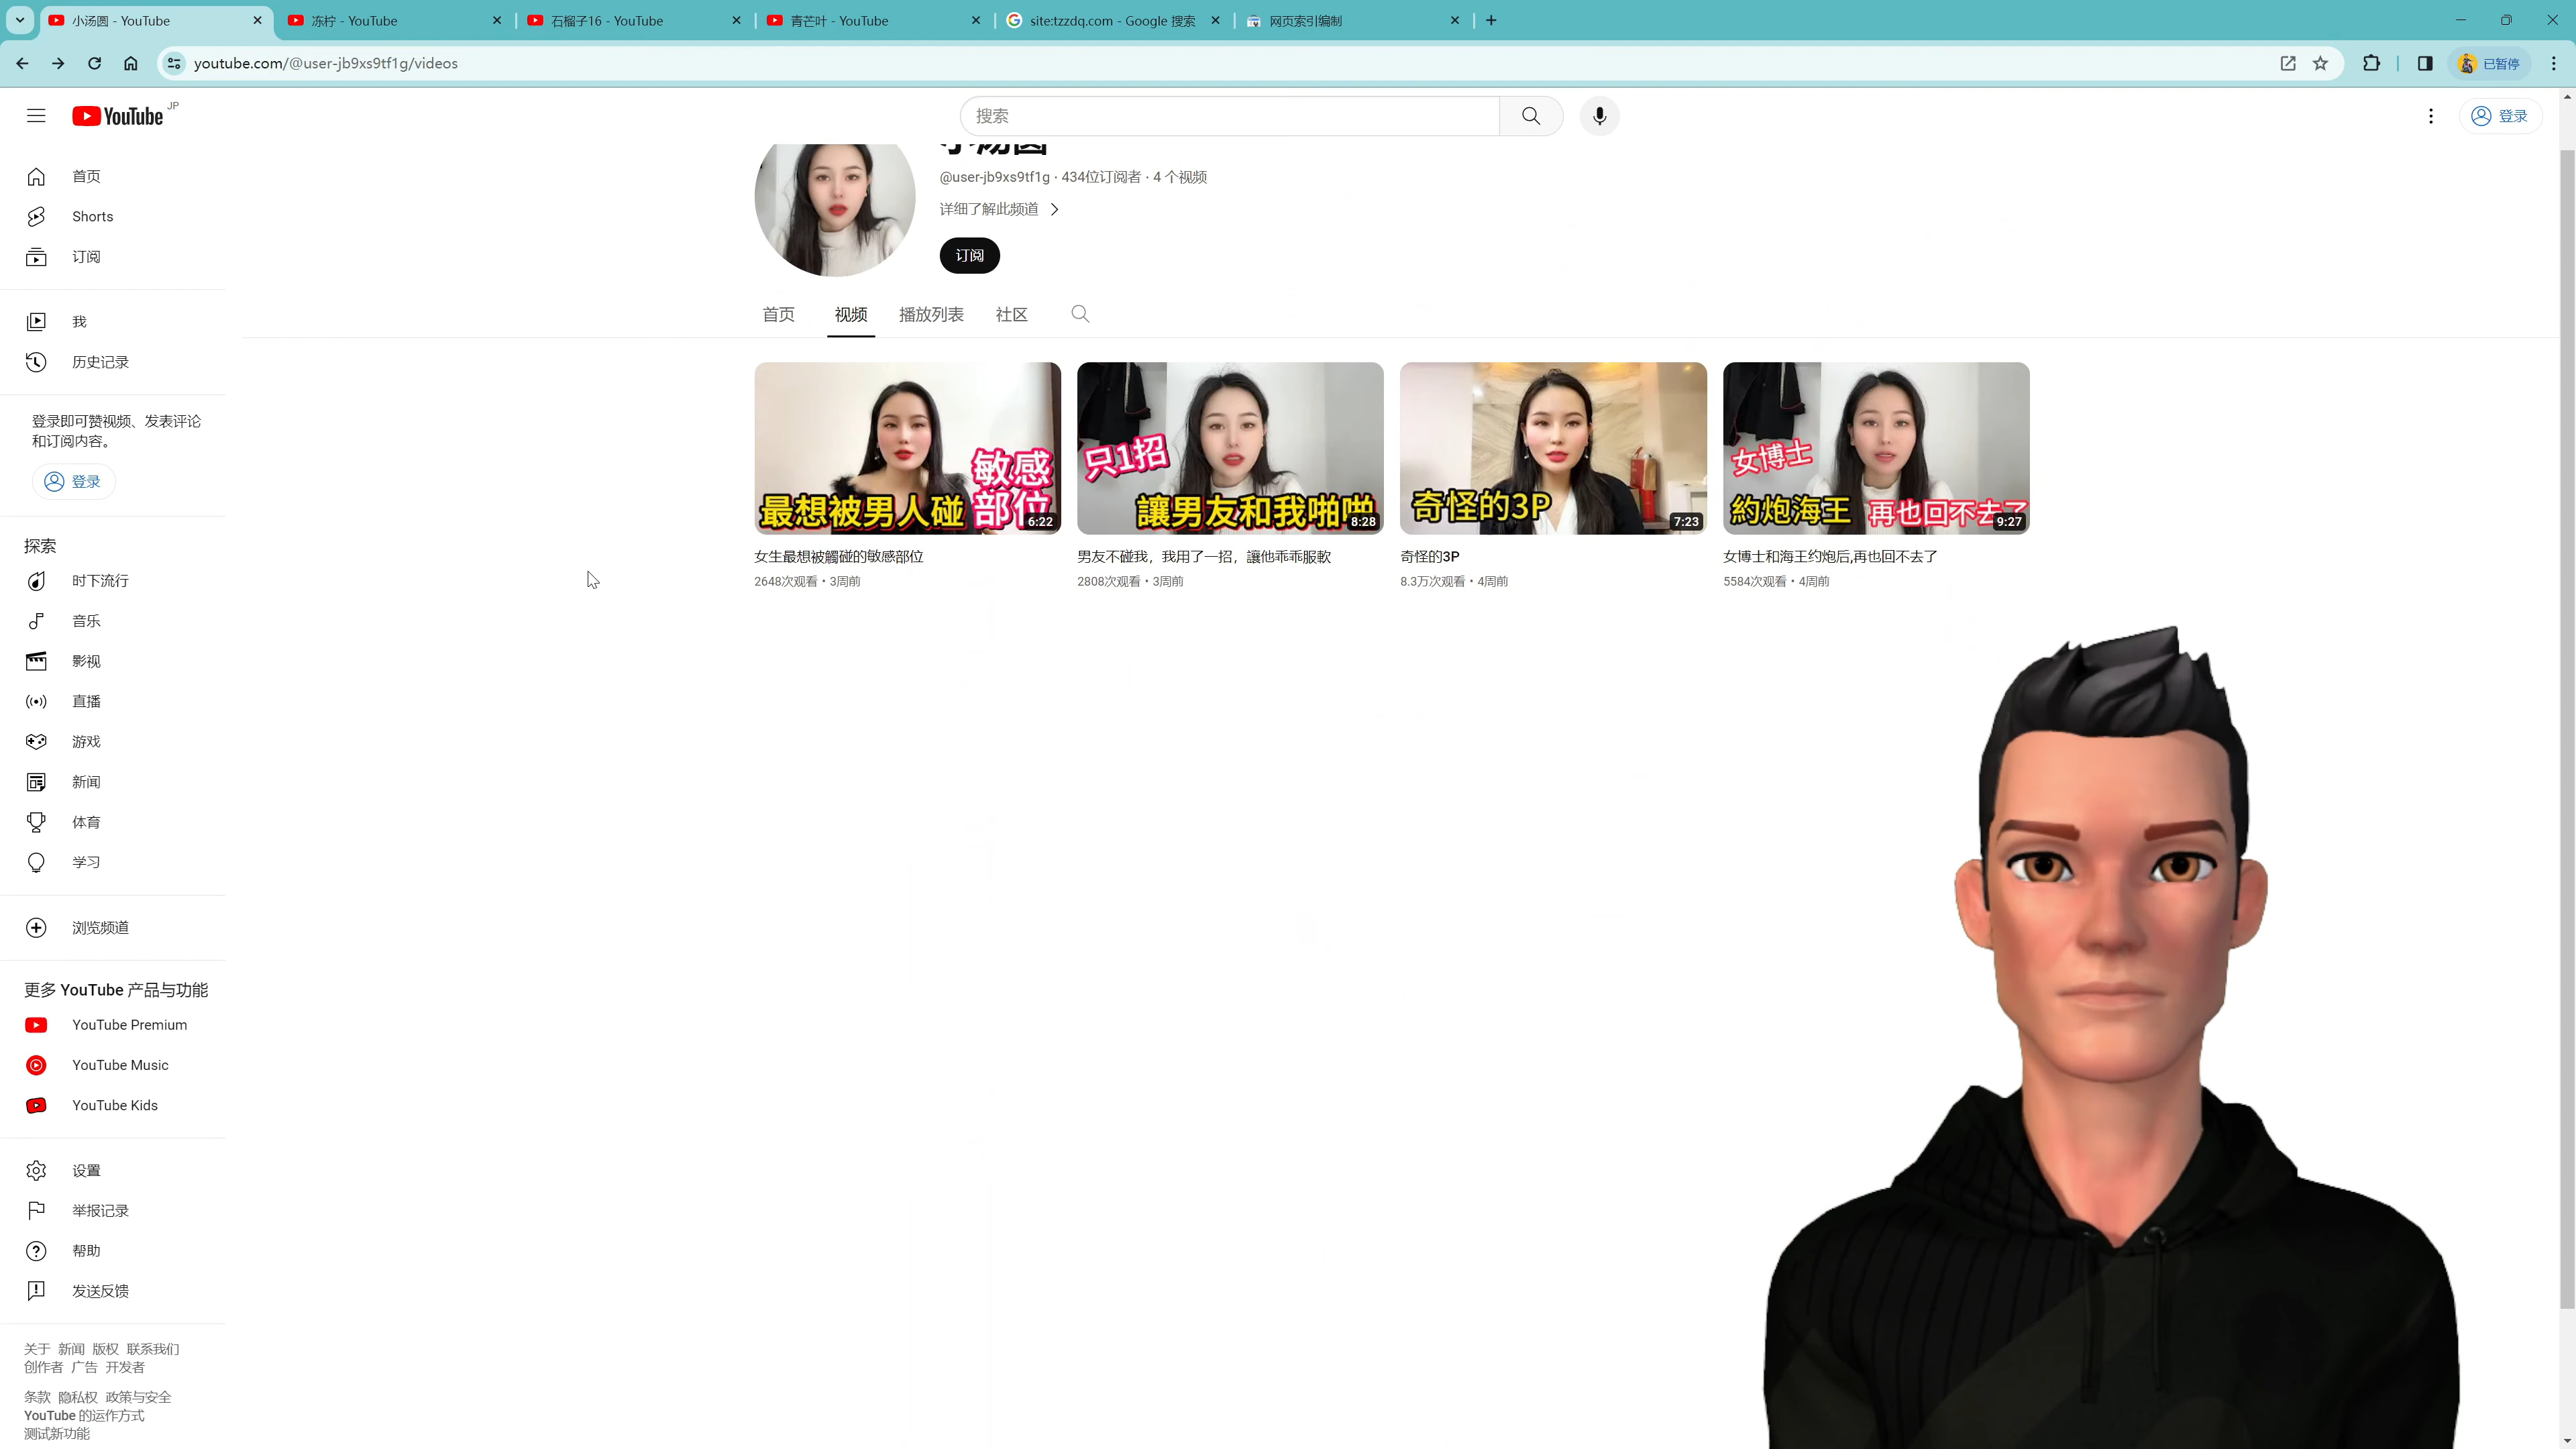 小汤圆 - YouTube
冻柠 - YouTube
石榴子16 - YouTube
青芒叶 - YouTube
site:tzzdq.com - Google 搜索
网页索引编制
youtube.com/@user-jb9xs9tf1g/videos
已暂停
YouTube JP
搜索
登录
小汤圆
@user-jb9xs9tf1g · 434位订阅者 · 4 个视频
详细了解此频道
订阅
首页 视频 播放列表 社区
首页
Shorts
订阅
我
历史记录
登录即可赞视频、发表评论
和订阅内容。
登录
探索
时下流行
音乐
影视
直播
游戏
新闻
体育
学习
浏览频道
更多 YouTube 产品与功能
YouTube Premium
YouTube Music
YouTube Kids
设置
举报记录
帮助
发送反馈
关于 新闻 版权 联系我们
创作者 广告 开发者
条款 隐私权 政策与安全
YouTube 的运作方式
测试新功能
敏感
最想被男人碰 部位
6:22
女生最想被觸碰的敏感部位
2648次观看 • 3周前
只1招
讓男友和我啪啪
8:28
男友不碰我，我用了一招，讓他乖乖服軟
2808次观看 • 3周前
奇怪的3P
7:23
奇怪的3P
8.3万次观看 • 4周前
女博士
約炮海王 再也回不去了
9:27
女博士和海王约炮后,再也回不去了
5584次观看 • 4周前